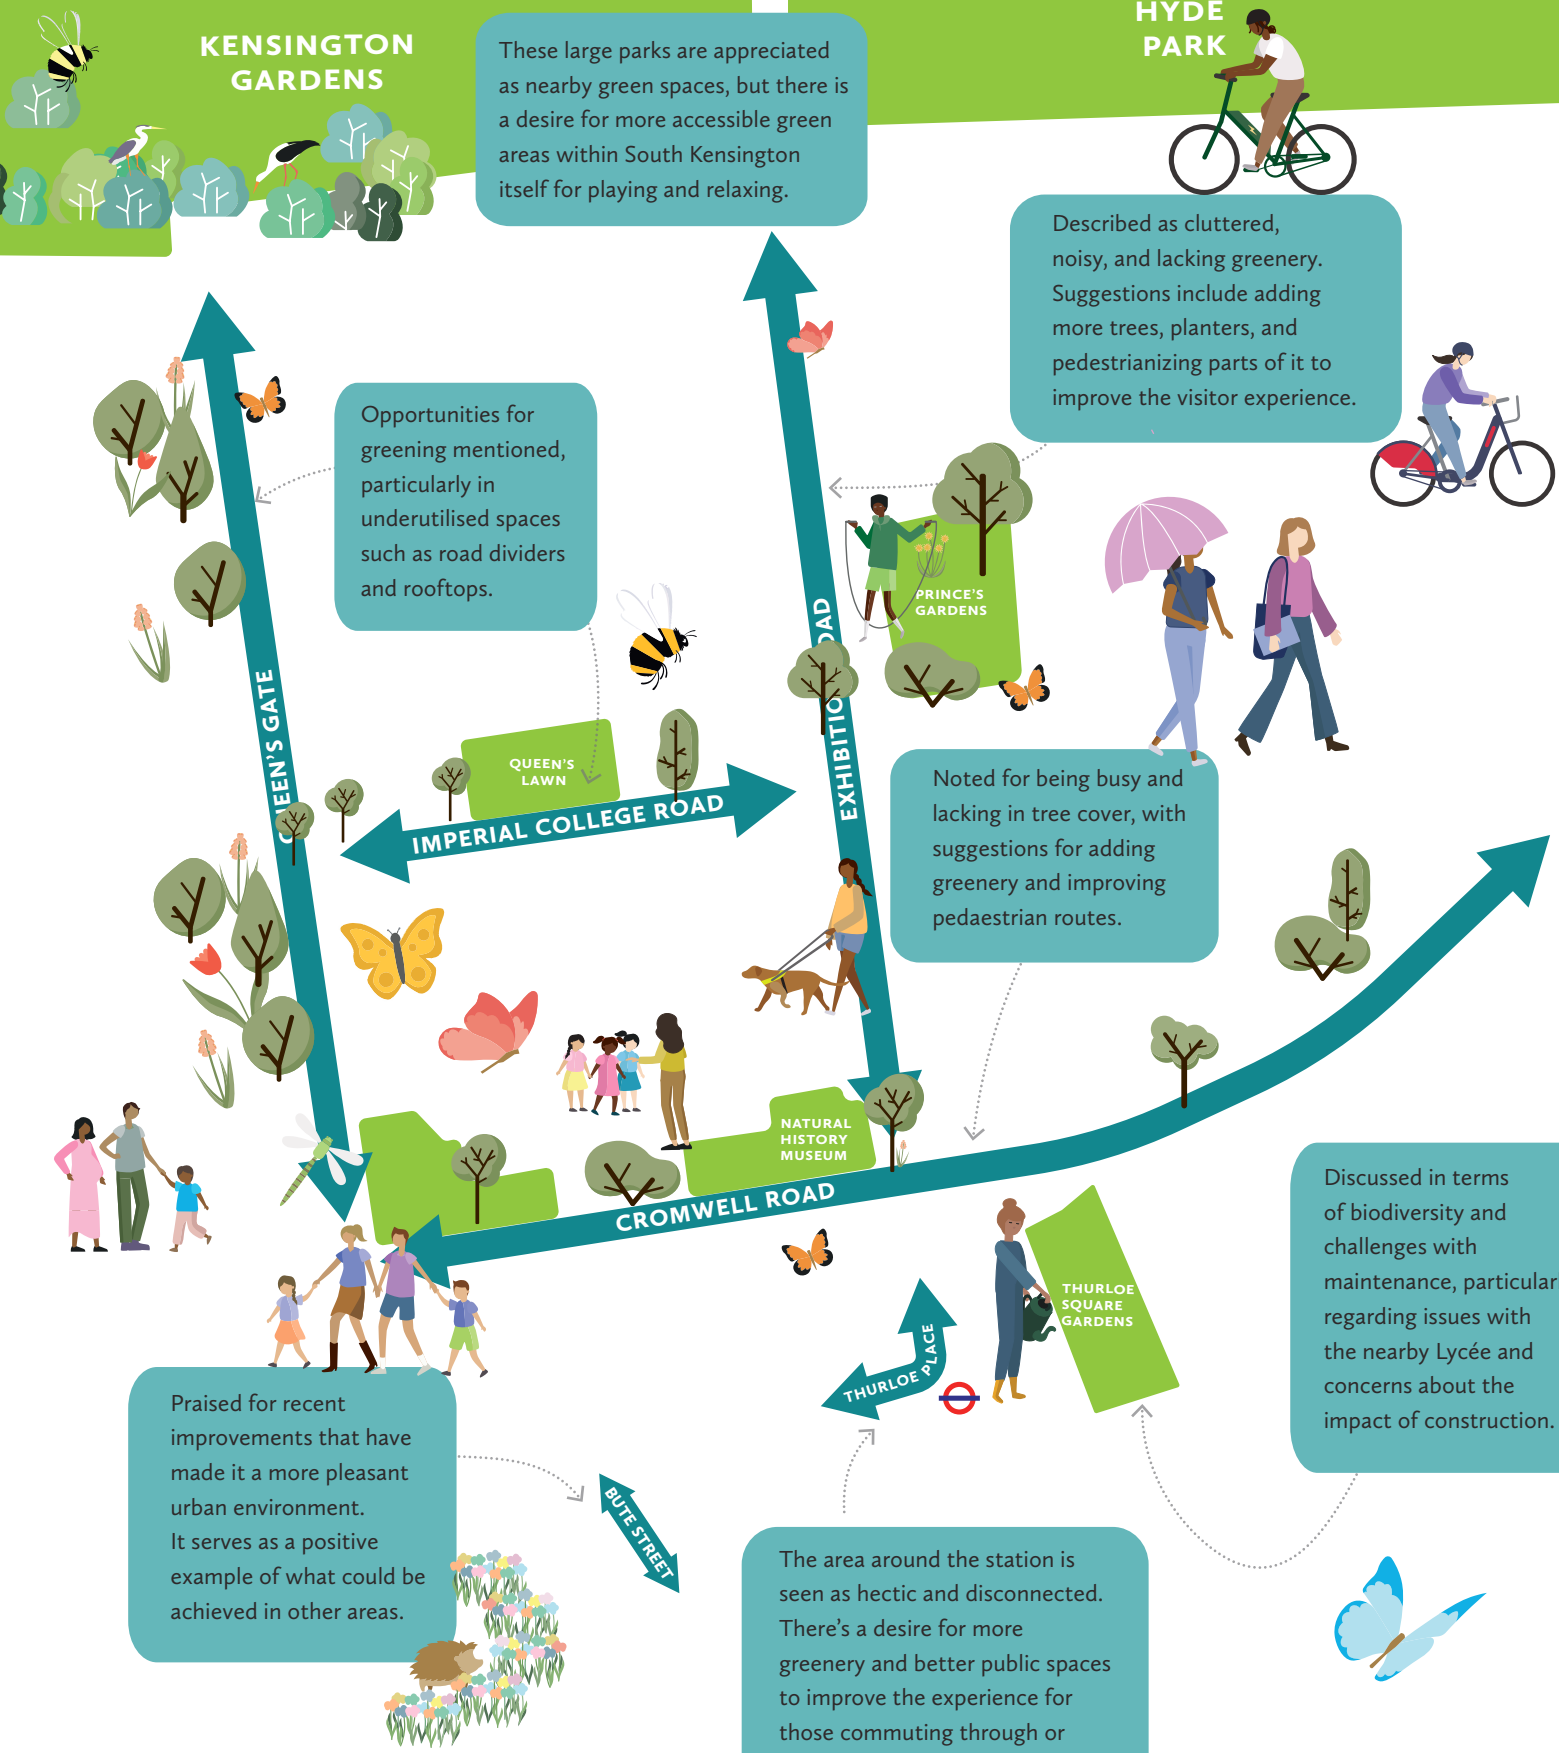 KENSINGTON
GARDENS
These large parks are appreciated
as nearby green spaces, but there is
a desire for more accessible green
areas within South Kensington
itself for playing and relaxing.
HYDE
PARK
Described as cluttered,
noisy, and lacking greenery.
Suggestions include adding
more trees, planters, and
pedestrianizing parts of it to
improve the visitor experience.
Opportunities for
greening mentioned,
particularly in
underutilised spaces
such as road dividers
and rooftops.
PRINCE'S
GARDENS
QUEEN'S GATE
EXHIBITION ROAD
QUEEN'S
LAWN
IMPERIAL COLLEGE ROAD
Noted for being busy and
lacking in tree cover, with
suggestions for adding
greenery and improving
pedaestrian routes.
NATURAL
HISTORY
MUSEUM
CROMWELL ROAD
Discussed in terms
of biodiversity and
challenges with
maintenance, particular
regarding issues with
the nearby Lycée and
concerns about the
impact of construction.
THURLOE
SQUARE
GARDENS
THURLOE PLACE
Praised for recent
improvements that have
made it a more pleasant
urban environment.
It serves as a positive
example of what could be
achieved in other areas.
BUTE STREET
The area around the station is
seen as hectic and disconnected.
There's a desire for more
greenery and better public spaces
to improve the experience for
those commuting through or